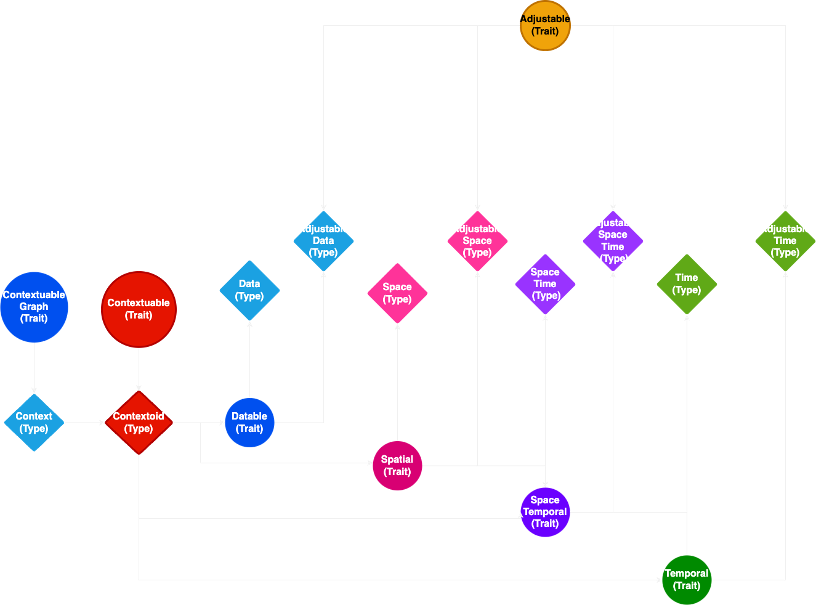 Adjustable
(Trait)
Adjustable
Data
(Type)
Adjustable
Space
(Type)
Adjustable
Space
Time
(Type)
Adjustable
Time
(Type)
Data
(Type)
Space
(Type)
Space
Time
(Type)
Time
(Type)
Contextuable
Graph
(Trait)
Contextuable
(Trait)
Context
(Type)
Contextoid
(Type)
Datable
(Trait)
Spatial
(Trait)
Space
Temporal
(Trait)
Temporal
(Trait)